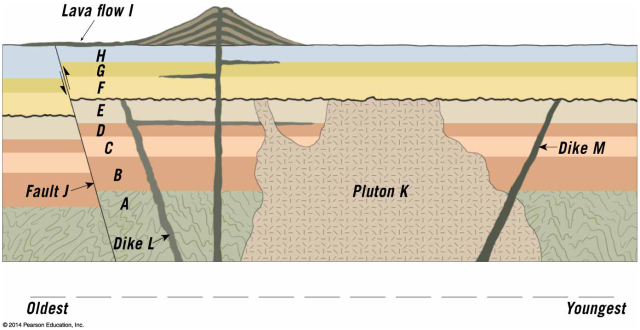 Lava flow I
H
G
F
E
D
C
B
A
Fault J
Dike L
Pluton K
Dike M
Oldest
Youngest
© 2014 Pearson Education, Inc.